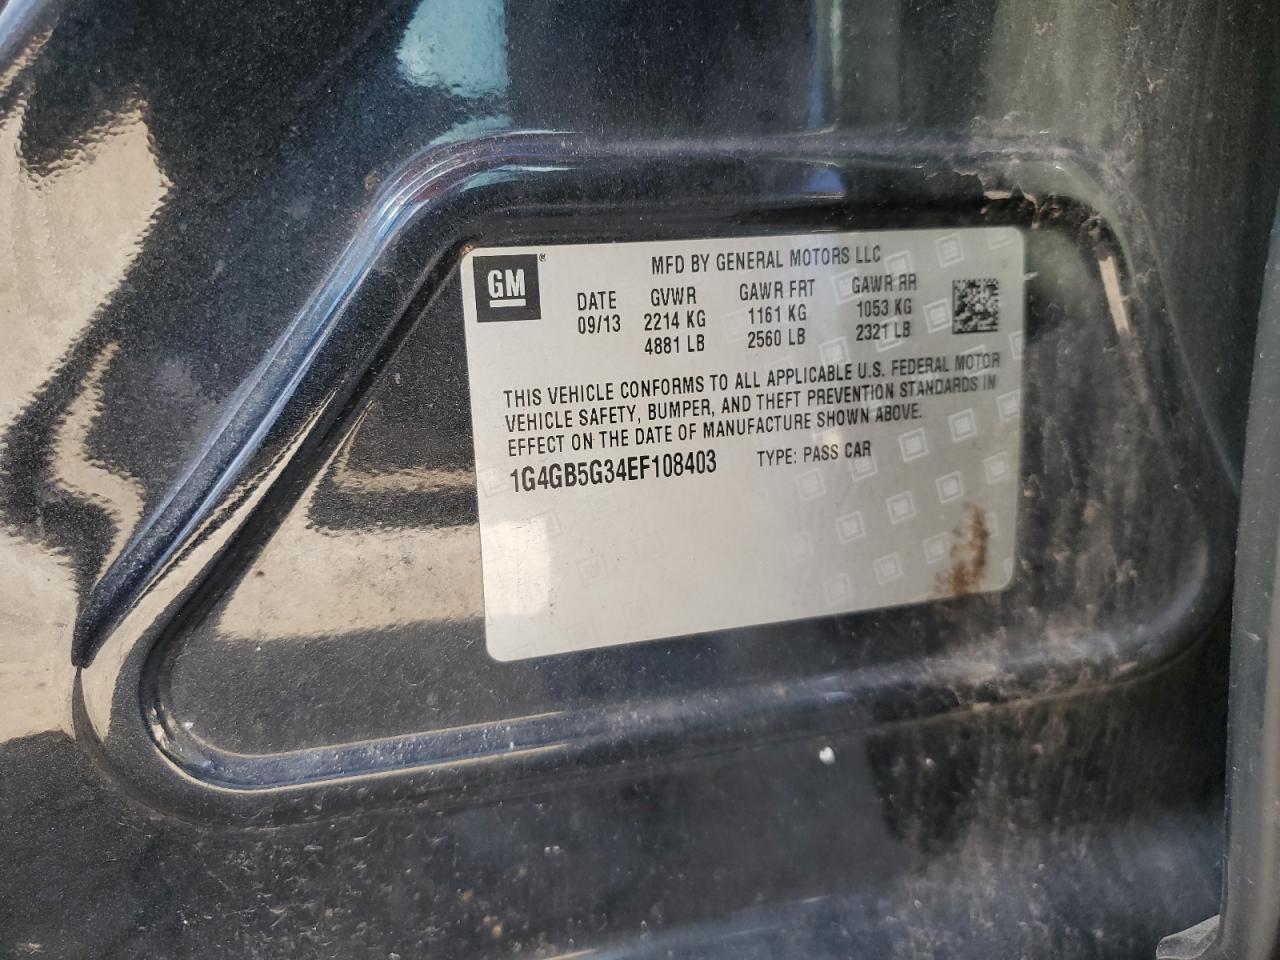 GM®
MFD BY GENERAL MOTORS LLC
DATE GVWR GAWR FRT GAWR RR
09/13 2214 KG 1161 KG 1053 KG
4881 LB 2560 LB 2321 LB
THIS VEHICLE CONFORMS TO ALL APPLICABLE U.S. FEDERAL MOTOR
VEHICLE SAFETY, BUMPER, AND THEFT PREVENTION STANDARDS IN
EFFECT ON THE DATE OF MANUFACTURE SHOWN ABOVE.
1G4GB5G34EF108403 TYPE: PASS CAR